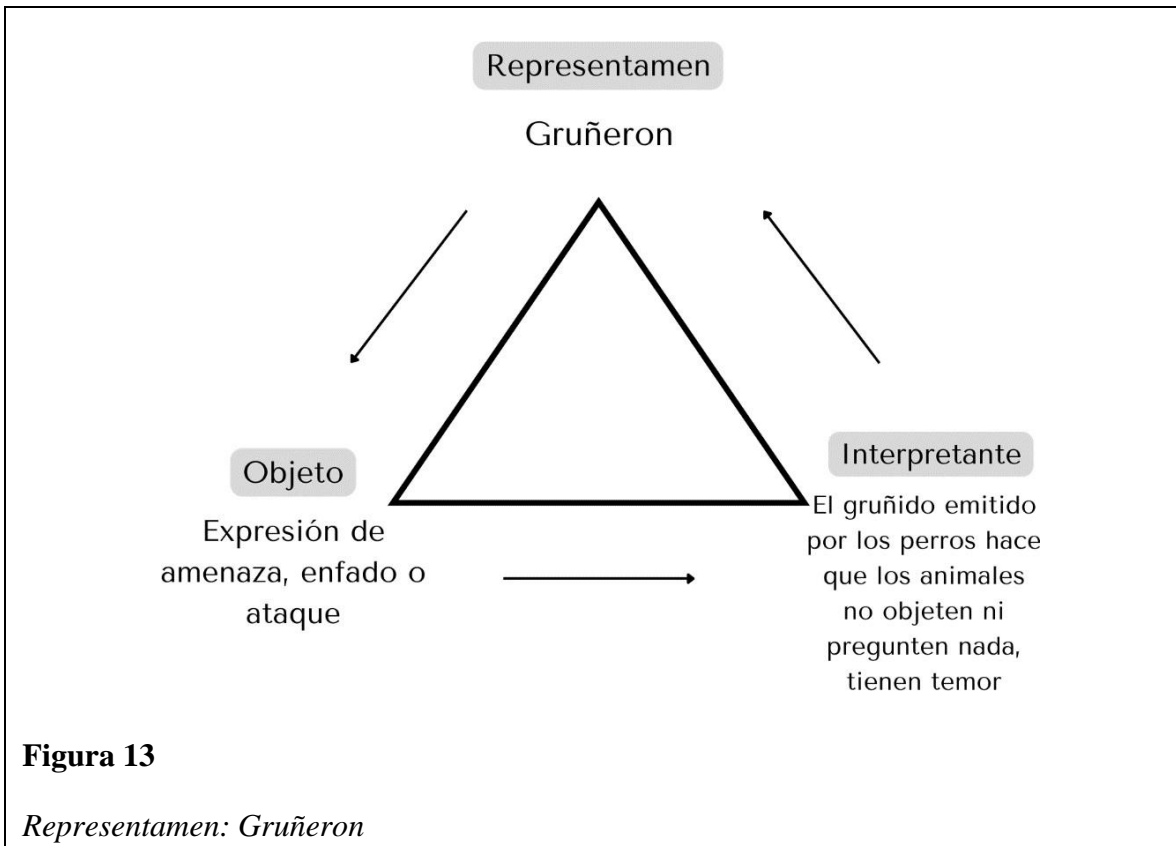 Representamen
Gruñeron
Objeto
Expresión de
amenaza, enfado o
ataque
Interpretante
El gruñido emitido
por los perros hace
que los animales
no objeten ni
pregunten nada,
tienen temor
Figura 13
Representamen: Gruñeron